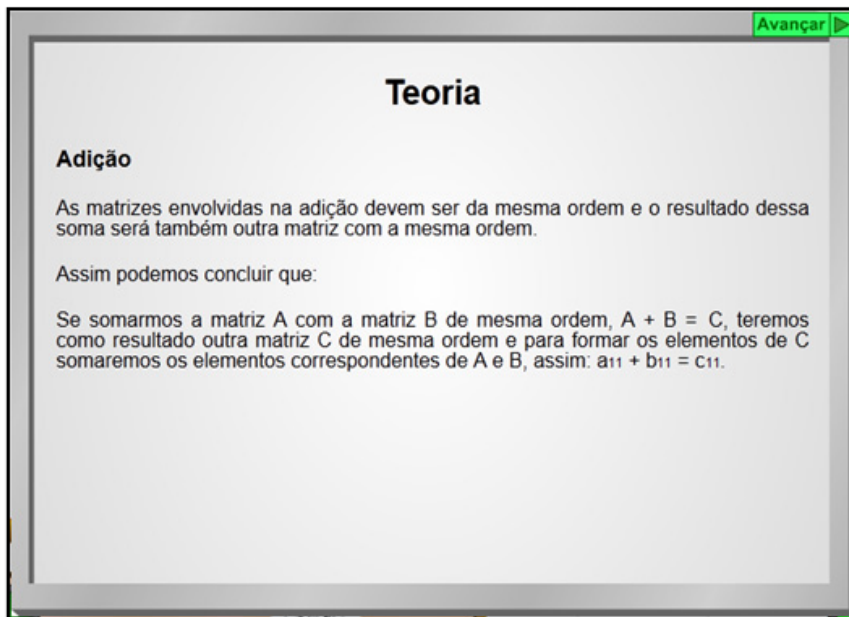 Avançar
Teoria
Adição
As matrizes envolvidas na adição devem ser da mesma ordem e o resultado dessa
soma será também outra matriz com a mesma ordem.
Assim podemos concluir que:
Se somarmos a matriz A com a matriz B de mesma ordem, A + B = C, teremos
como resultado outra matriz C de mesma ordem e para formar os elementos de C
somaremos os elementos correspondentes de A e B, assim: a11 + b11 = c11.